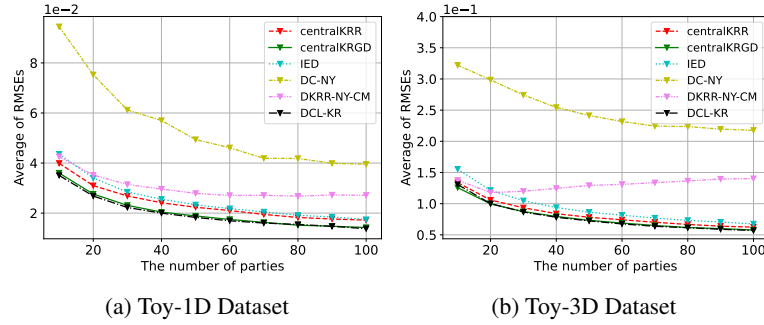 e−2
8
6
4
2
Average of RMSEs
20 40 60 80 100
The number of parties
centralKRR
centralKRGD
IED
DC-NY
DKRR-NY-CM
DCL-KR
(a) Toy-1D Dataset
4.0 e−1
3.5
3.0
2.5
2.0
1.5
1.0
0.5
Average of RMSEs
20 40 60 80 100
The number of parties
centralKRR
centralKRGD
IED
DC-NY
DKRR-NY-CM
DCL-KR
(b) Toy-3D Dataset